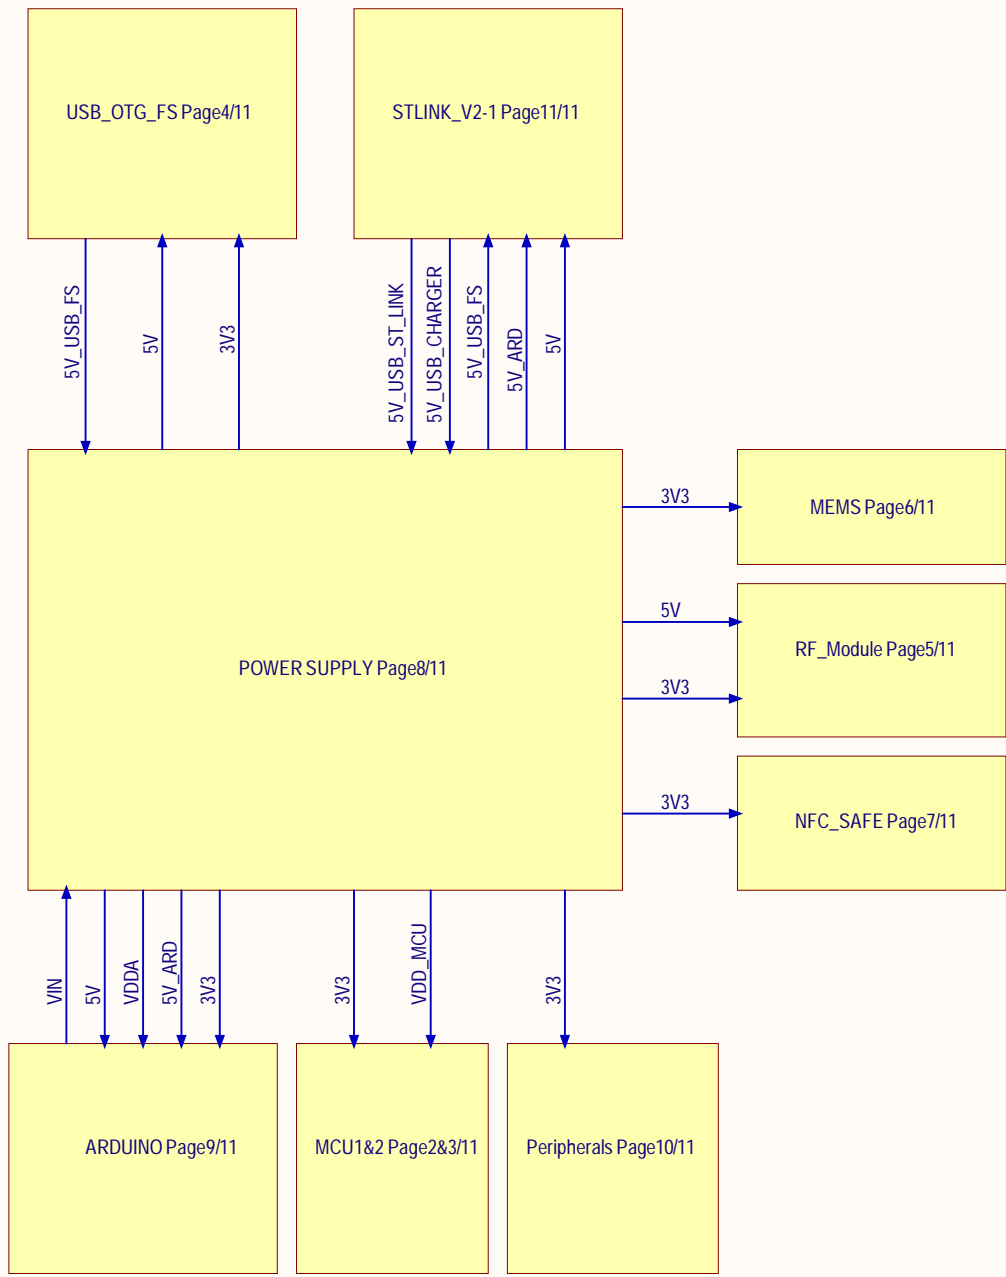 USB_OTG_FS Page4/11
STLINK_V2-1 Page11/11
5V_USB_FS
5V
3V3
5V_USB_ST_LINK
5V_USB_CHARGER
5V_USB_FS
5V_ARD
5V
3V3
MEMS Page6/11
5V
RF_Module Page5/11
POWER SUPPLY Page8/11
3V3
3V3
NFC_SAFE Page7/11
VIN
5V
VDDA
5V_ARD
3V3
3V3
VDD_MCU
3V3
ARDUINO Page9/11
MCU1&2 Page2&3/11
Peripherals Page10/11